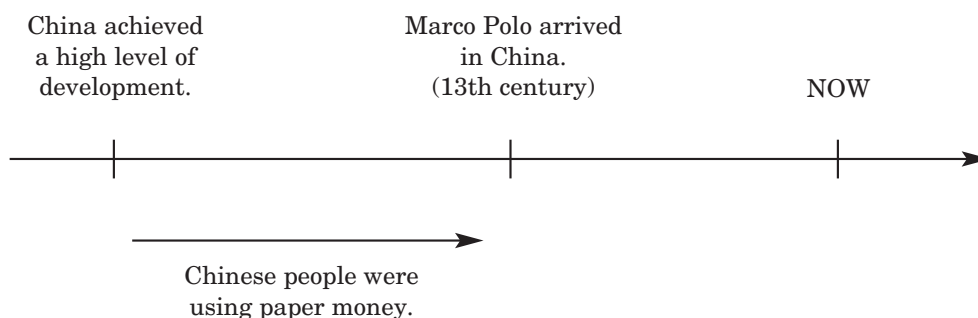 China achieved
a high level of
development.
Marco Polo arrived
in China.
(13th century)
NOW
Chinese people were
using paper money.